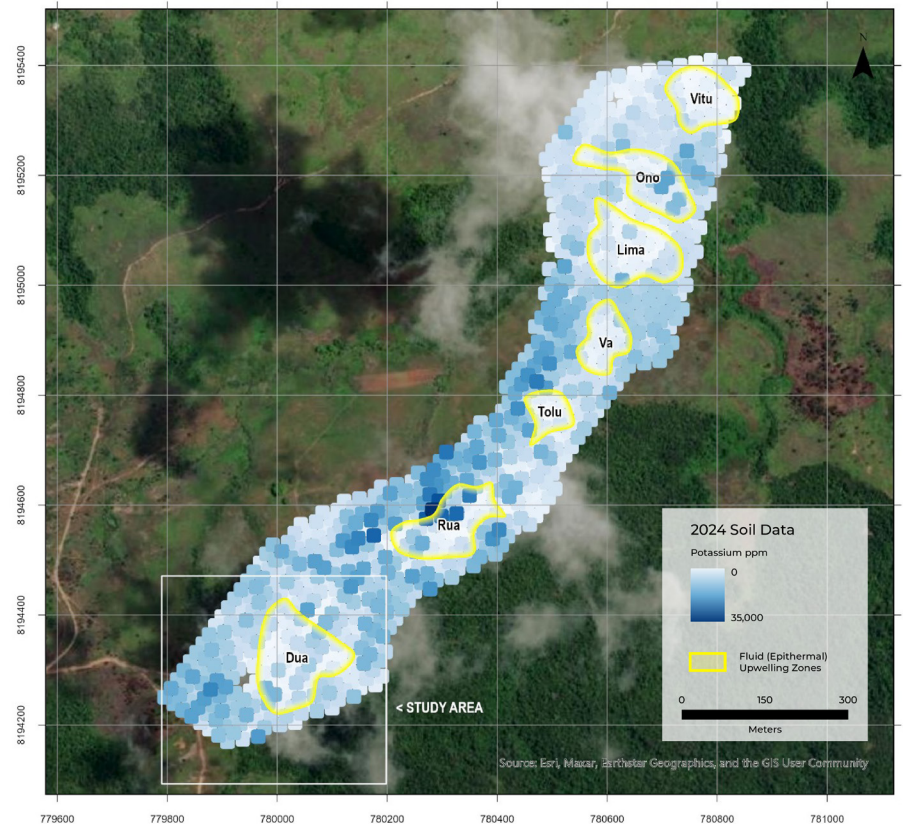 8195400
8195200
8195000
8194800
8194600
8194400
8194200
N
Vitu
Ono
Lima
Va
Tolu
Rua
Dua
< STUDY AREA
2024 Soil Data
Potassium ppm
0
35,000
Fluid (Epithermal)
Upwelling Zones
0 150 300
Meters
Source: Esri, Maxar, Earthstar Geographics, and the GIS User Community
779600 779800 780000 780200 780400 780600 780800 781000